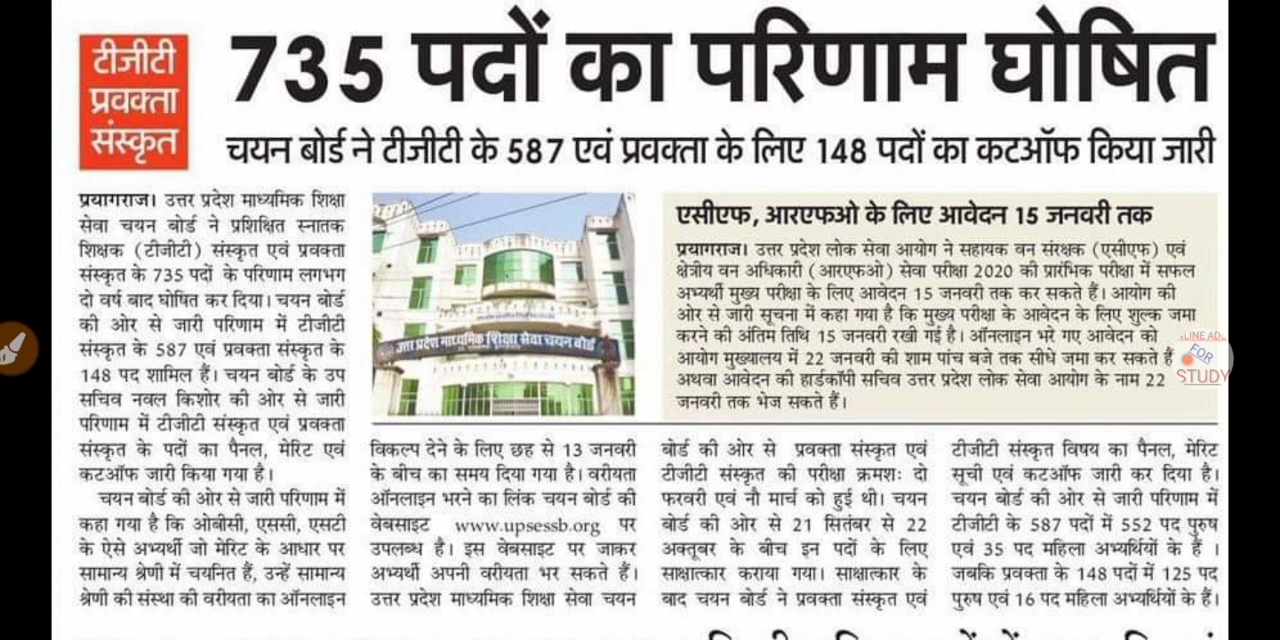 टीजीटी
प्रवक्ता
संस्कृत
735 पदों का परिणाम घोषित
चयन बोर्ड ने टीजीटी के 587 एवं प्रवक्ता के लिए 148 पदों का कटऑफ किया जारी
प्रयागराज। उत्तर प्रदेश माध्यमिक शिक्षा
सेवा चयन बोर्ड ने प्रशिक्षित स्नातक
शिक्षक (टीजीटी) संस्कृत एवं प्रवक्ता
संस्कृत के 735 पदों के परिणाम लगभग
दो वर्ष बाद घोषित कर दिया। चयन बोर्ड
की ओर से जारी परिणाम में टीजीटी
संस्कृत के 587 एवं प्रवक्ता संस्कृत के
148 पद शामिल हैं। चयन बोर्ड के उप
सचिव नवल किशोर की ओर से जारी
परिणाम में टीजीटी संस्कृत एवं प्रवक्ता
संस्कृत के पदों का पैनल, मेरिट एवं
कटऑफ जारी किया गया है।
चयन बोर्ड की ओर से जारी परिणाम में
कहा गया है कि ओबीसी, एससी, एसटी
के ऐसे अभ्यर्थी जो मेरिट के आधार पर
सामान्य श्रेणी में चयनित हैं, उन्हें सामान्य
श्रेणी की संस्था की वरीयता का ऑनलाइन
उत्तर प्रदेश माध्यमिक शिक्षा सेवा चयन बोर्ड
विकल्प देने के लिए छह से 13 जनवरी
के बीच का समय दिया गया है। वरीयता
ऑनलाइन भरने का लिंक चयन बोर्ड की
वेबसाइट www.upsessb.org पर
उपलब्ध है। इस वेबसाइट पर जाकर
अभ्यर्थी अपनी वरीयता भर सकते हैं।
उत्तर प्रदेश माध्यमिक शिक्षा सेवा चयन
बोर्ड की ओर से प्रवक्ता संस्कृत एवं
टीजीटी संस्कृत की परीक्षा क्रमशः दो
फरवरी एवं नौ मार्च को हुई थी। चयन
बोर्ड की ओर से 21 सितंबर से 22
अक्तूबर के बीच इन पदों के लिए
साक्षात्कार कराया गया। साक्षात्कार के
बाद चयन बोर्ड ने प्रवक्ता संस्कृत एवं
टीजीटी संस्कृत विषय का पैनल, मेरिट
सूची एवं कटऑफ जारी कर दिया है।
चयन बोर्ड की ओर से जारी परिणाम में
टीजीटी के 587 पदों में 552 पद पुरुष
एवं 35 पद महिला अभ्यर्थियों के हैं ।
जबकि प्रवक्ता के 148 पदों में 125 पद
पुरुष एवं 16 पद महिला अभ्यर्थियों के हैं।
एसीएफ, आरएफओ के लिए आवेदन 15 जनवरी तक
प्रयागराज। उत्तर प्रदेश लोक सेवा आयोग ने सहायक वन संरक्षक (एसीएफ) एवं
क्षेत्रीय वन अधिकारी (आरएफओ) सेवा परीक्षा 2020 की प्रारंभिक परीक्षा में सफल
अभ्यर्थी मुख्य परीक्षा के लिए आवेदन 15 जनवरी तक कर सकते हैं। आयोग की
ओर से जारी सूचना में कहा गया है कि मुख्य परीक्षा के आवेदन के लिए शुल्क जमा
करने की अंतिम तिथि 15 जनवरी रखी गई है। ऑनलाइन भरे गए आवेदन को
आयोग मुख्यालय में 22 जनवरी की शाम पांच बजे तक सीधे जमा कर सकते हैं
अथवा आवेदन की हार्डकॉपी सचिव उत्तर प्रदेश लोक सेवा आयोग के नाम 22
जनवरी तक भेज सकते हैं।
FOR
STUDY